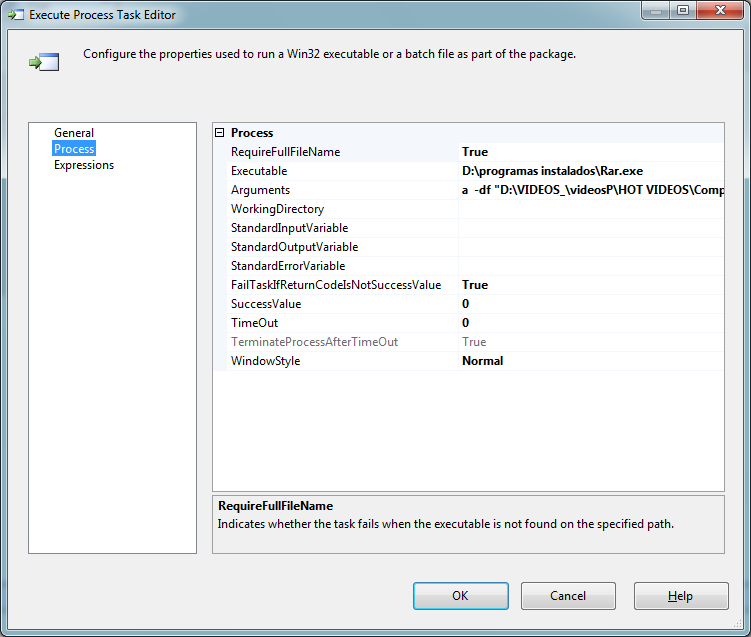 Execute Process Task Editor
Configure the properties used to run a Win32 executable or a batch file as part of the package.
General
Process
Expressions
Process
RequireFullFileName True
Executable D:\programas instalados\Rar.exe
Arguments a -df "D:\VIDEOS_\videosP\HOT VIDEOS\Comp
WorkingDirectory
StandardInputVariable
StandardOutputVariable
StandardErrorVariable
FailTaskIfReturnCodeIsNotSuccessValue True
SuccessValue 0
TimeOut 0
TerminateProcessAfterTimeOut True
WindowStyle Normal
RequireFullFileName
Indicates whether the task fails when the executable is not found on the specified path.
OK Cancel Help